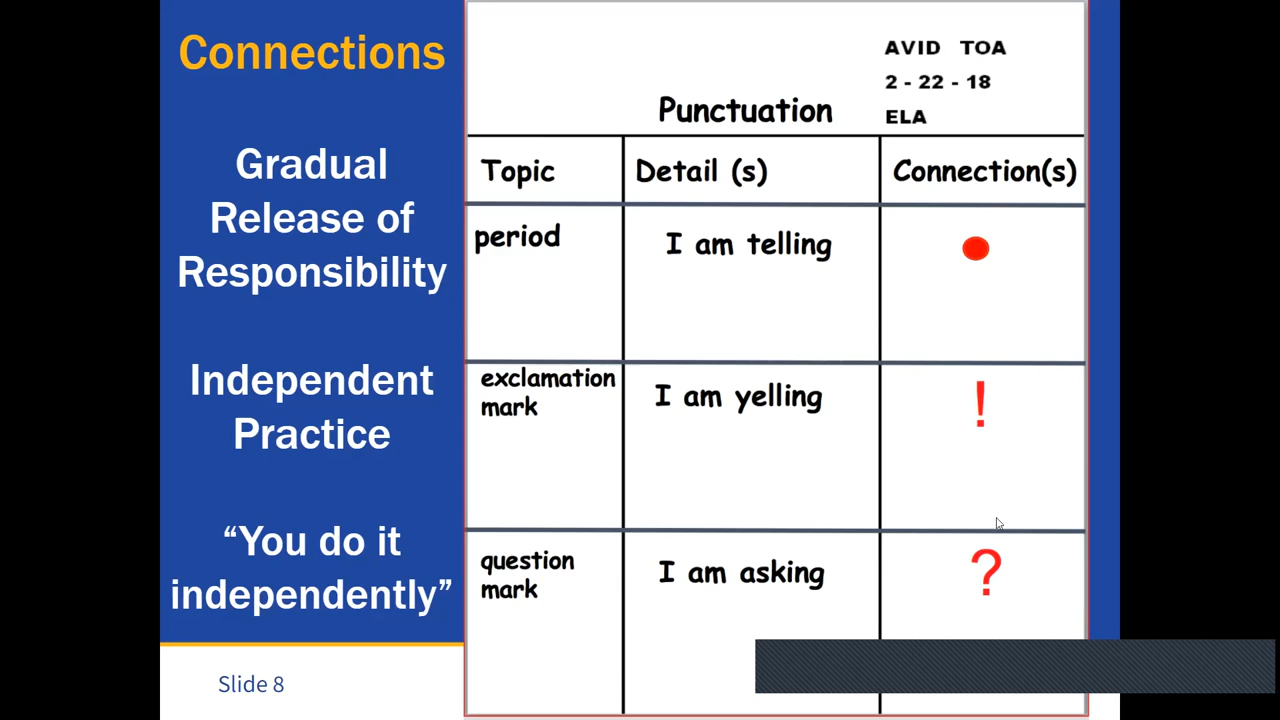 Connections
Gradual
Release of
Responsibility
Independent
Practice
“You do it
independently”
Slide 8
AVID TOA
2 - 22 - 18
ELA
Punctuation
Topic Detail (s) Connection(s)
period I am telling
exclamation
mark I am yelling !
question
mark I am asking ?